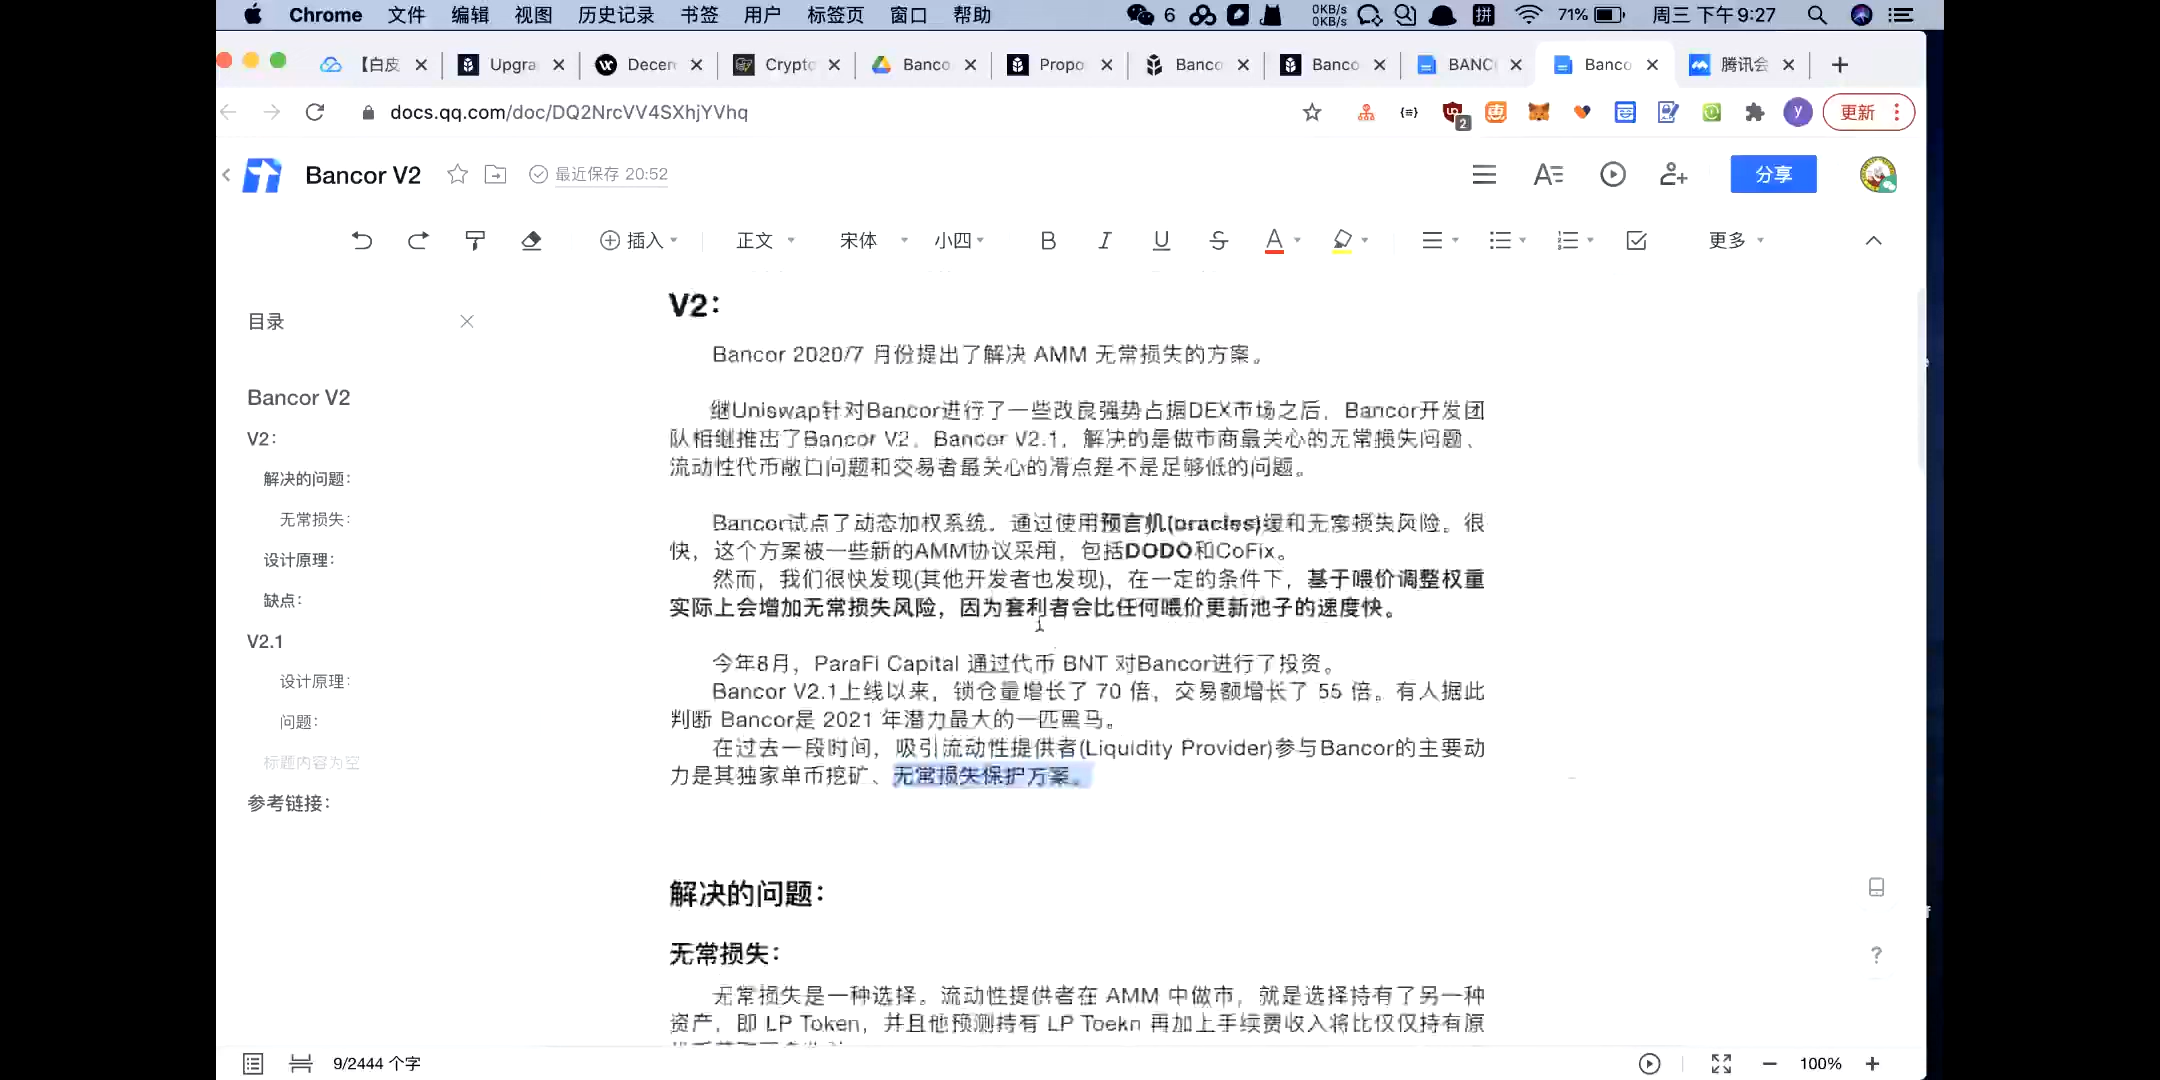 Chrome 文件 编辑 视图 历史记录 书签 用户 标签页 窗口 帮助 6 0KB/s 0KB/s 拼 71% 周三 下午9:27
【白皮 Upgra Decen Crypto Banco Propo Banco Banco BANC Banco 腾讯会
docs.qq.com/doc/DQ2NrcVV4SXhjYVhq 2 惠 y 更新
Bancor V2 最近保存 20:52 分享
插入 正文 宋体 小四 B I U S A 更多
目录
Bancor V2
V2：
解决的问题：
无常损失：
设计原理：
缺点：
V2.1
设计原理：
问题：
标题内容为空
参考链接：
V2：
Bancor 2020/7 月份提出了解决 AMM 无常损失的方案。
继Uniswap针对Bancor进行了一些改良强势占据DEX市场之后，Bancor开发团
队相继推出了Bancor V2、Bancor V2.1，解决的是做市商最关心的无常损失问题、
流动性代币敞口问题和交易者最关心的滑点是不是足够低的问题。
Bancor试点了动态加权系统，通过使用预言机(oracles)缓和无常损失风险。很
快，这个方案被一些新的AMM协议采用，包括DODO和CoFix。
然而，我们很快发现(其他开发者也发现)，在一定的条件下，基于喂价调整权重
实际上会增加无常损失风险，因为套利者会比任何喂价更新池子的速度快。
今年8月，ParaFi Capital 通过代币 BNT 对Bancor进行了投资。
Bancor V2.1上线以来，锁仓量增长了 70 倍，交易额增长了 55 倍。有人据此
判断 Bancor是 2021 年潜力最大的一匹黑马。
在过去一段时间，吸引流动性提供者(Liquidity Provider)参与Bancor的主要动
力是其独家单币挖矿、无常损失保护方案。
解决的问题：
无常损失：
无常损失是一种选择。流动性提供者在 AMM 中做市，就是选择持有了另一种
资产，即 LP Token，并且他预测持有 LP Toekn 再加上手续费收入将比仅仅持有原
9/2444 个字 100%